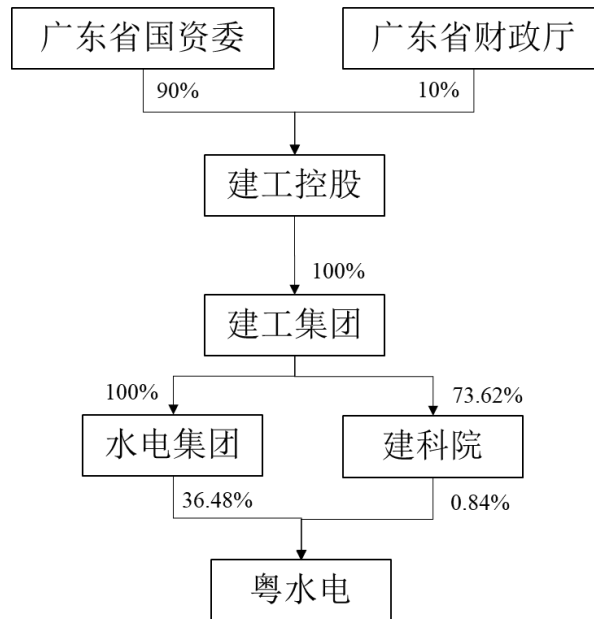 广东省国资委
广东省财政厅
90%
10%
建工控股
100%
建工集团
100%
73.62%
水电集团
建科院
36.48%
0.84%
粤水电